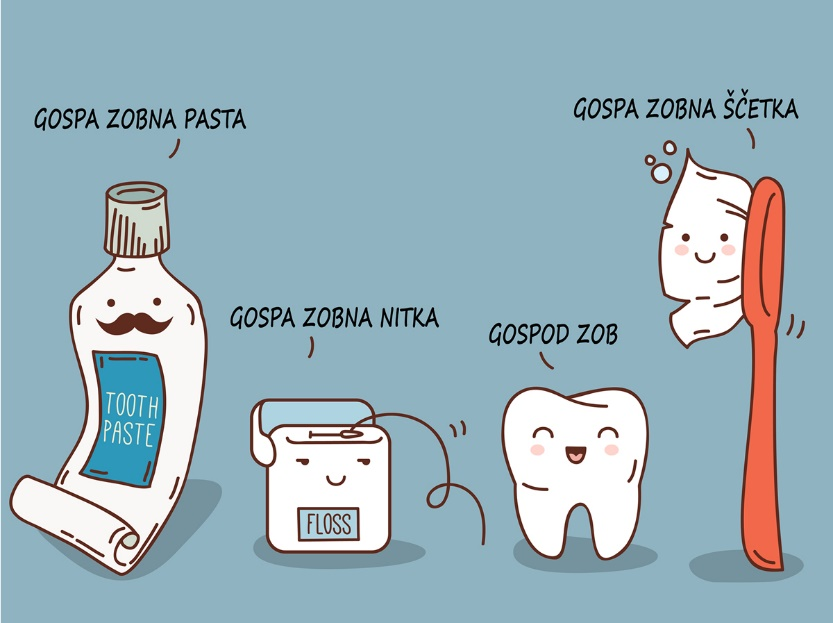 GOSPA ZOBNA PASTA
GOSPA ZOBNA ŠČETKA
GOSPA ZOBNA NITKA
GOSPOD ZOB
TOOTH
PASTE
FLOSS